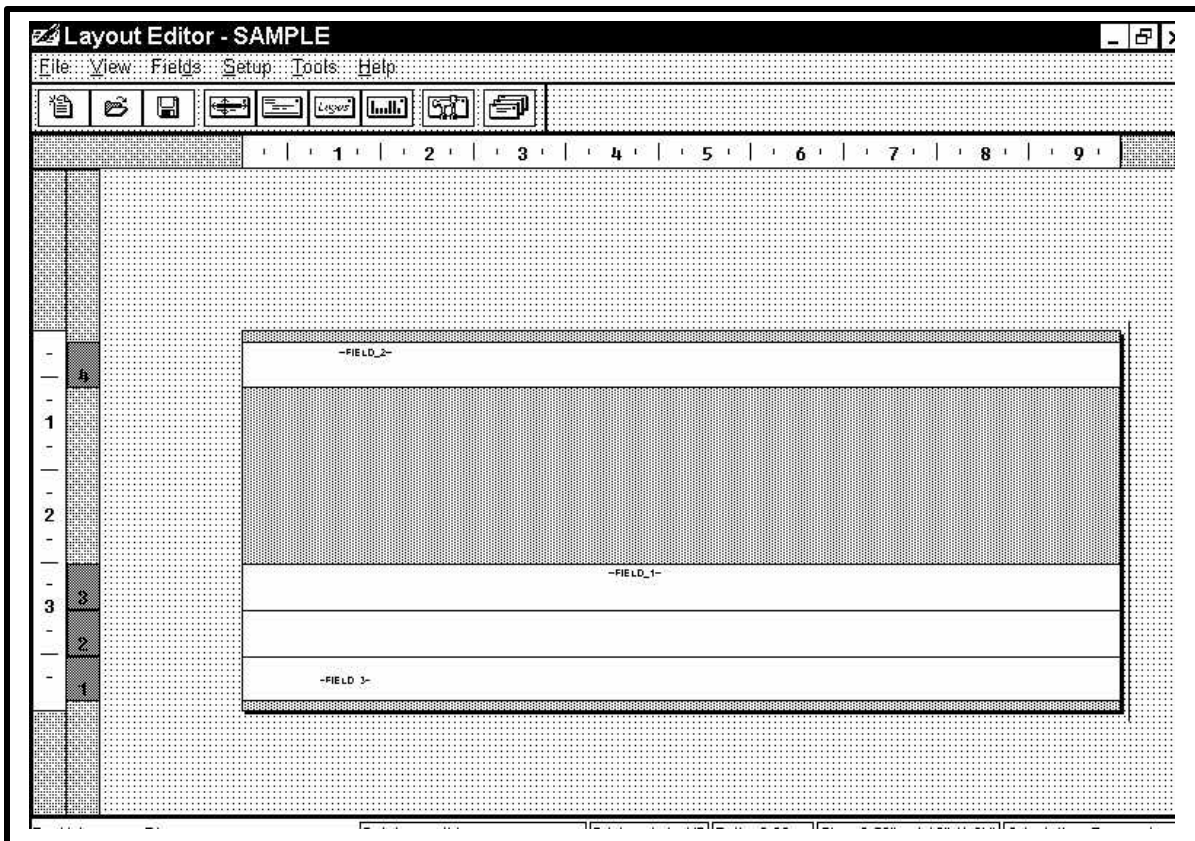 Layout Editor - SAMPLE
File View Fields Setup Tools Help
Logos
1 2 3 4 5 6 7 8 9
-FIELD_2-
4
1
2
-FIELD_1-
3
3
2
-FIELD 3-
1